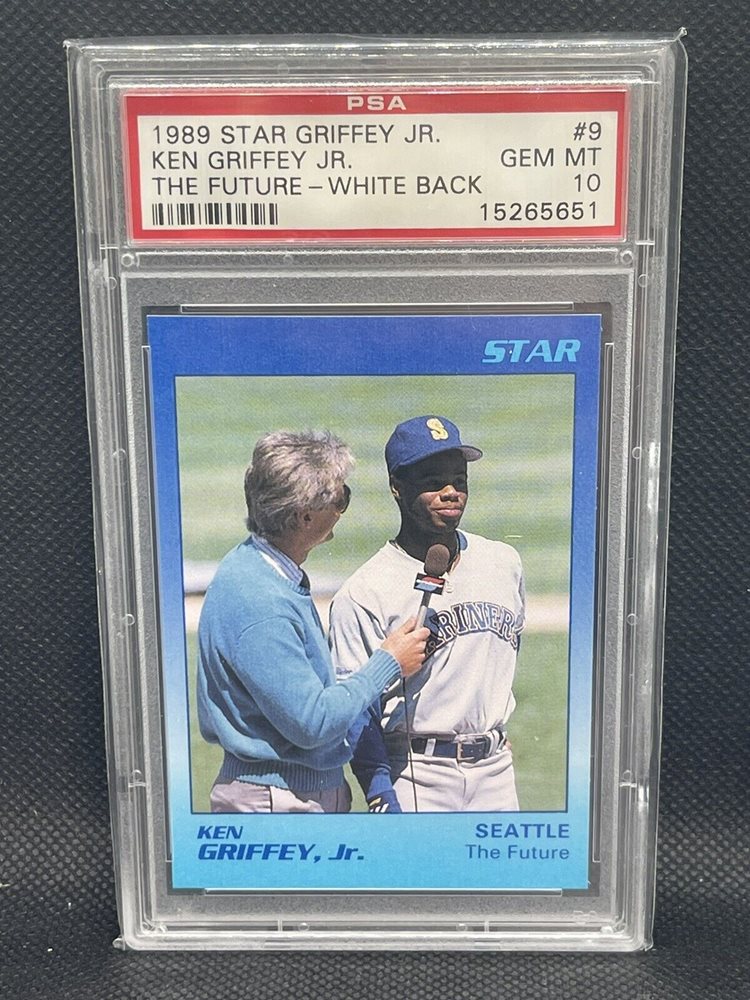 PSA
1989 STAR GRIFFEY JR. #9
KEN GRIFFEY JR. GEM MT
THE FUTURE – WHITE BACK 10
15265651
STAR
S
RINERS
KEN SEATTLE
GRIFFEY, Jr. The Future